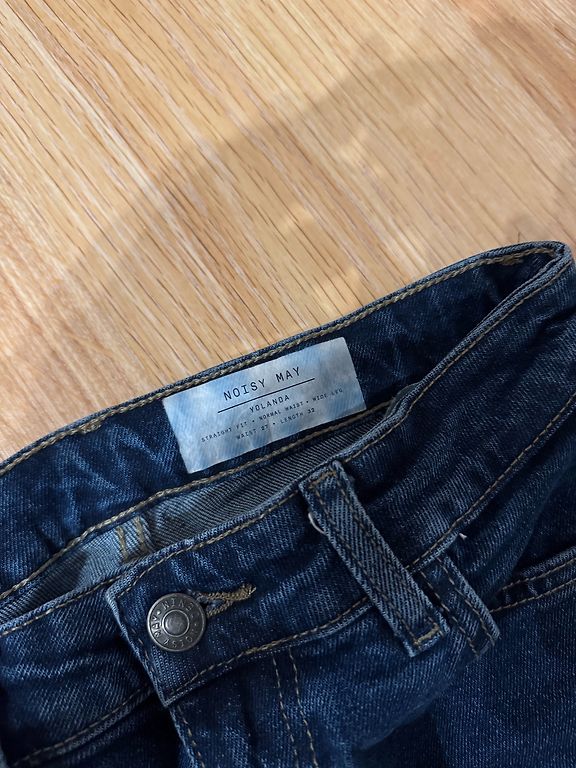 NOISY MAY
YOLANDA
STRAIGHT FIT • NORMAL WAIST • WIDE LEG
WAIST 27 • LENGTH 32